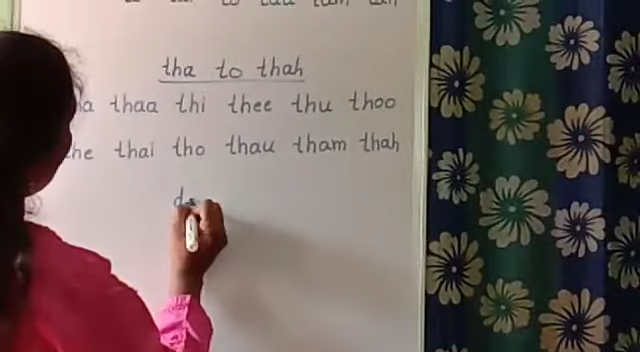 tha to thah
thaa thi thee thu thoo
thai tho thau tham thah